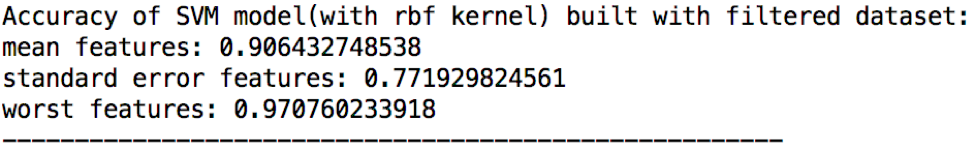 Accuracy of SVM model(with rbf kernel) built with filtered dataset:
mean features: 0.906432748538
standard error features: 0.771929824561
worst features: 0.970760233918
------------------------------------------------------